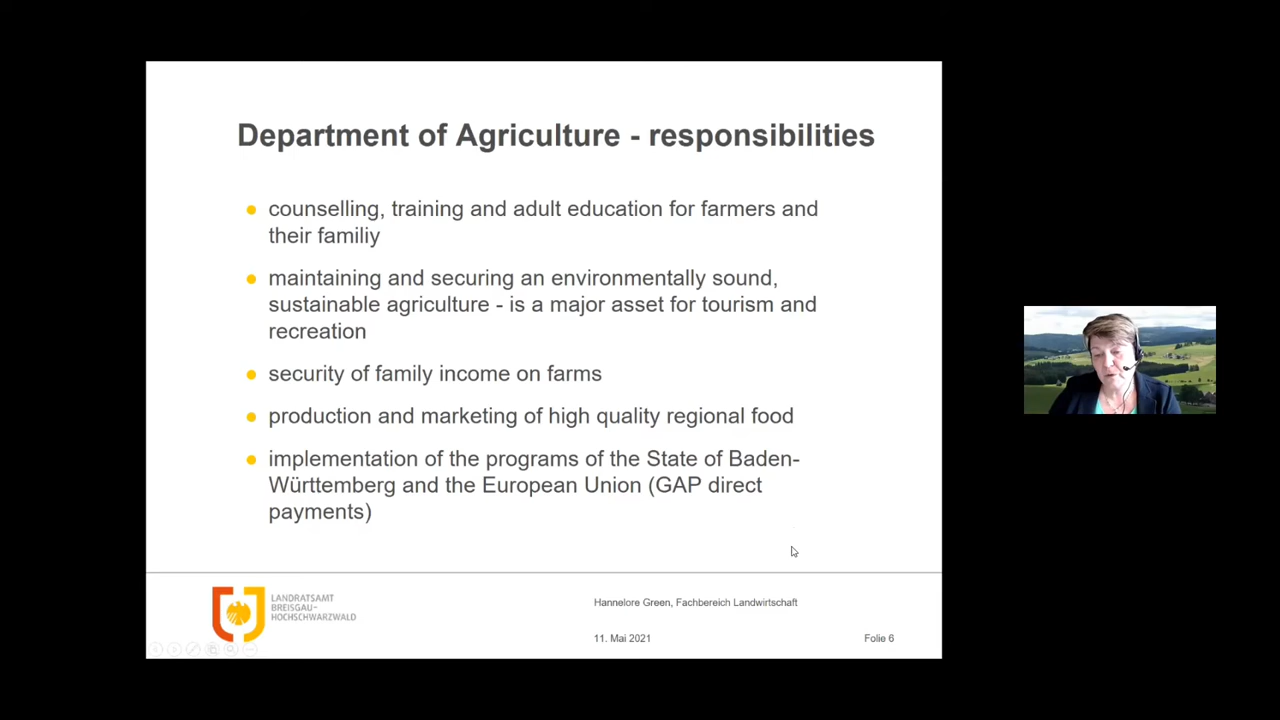 Department of Agriculture - responsibilities
counselling, training and adult education for farmers and
their familiy
maintaining and securing an environmentally sound,
sustainable agriculture - is a major asset for tourism and
recreation
security of family income on farms
production and marketing of high quality regional food
implementation of the programs of the State of Baden-
Württemberg and the European Union (GAP direct
payments)
LANDRATSAMT
BREISGAU-
HOCHSCHWARZWALD
Hannelore Green, Fachbereich Landwirtschaft
11. Mai 2021
Folie 6